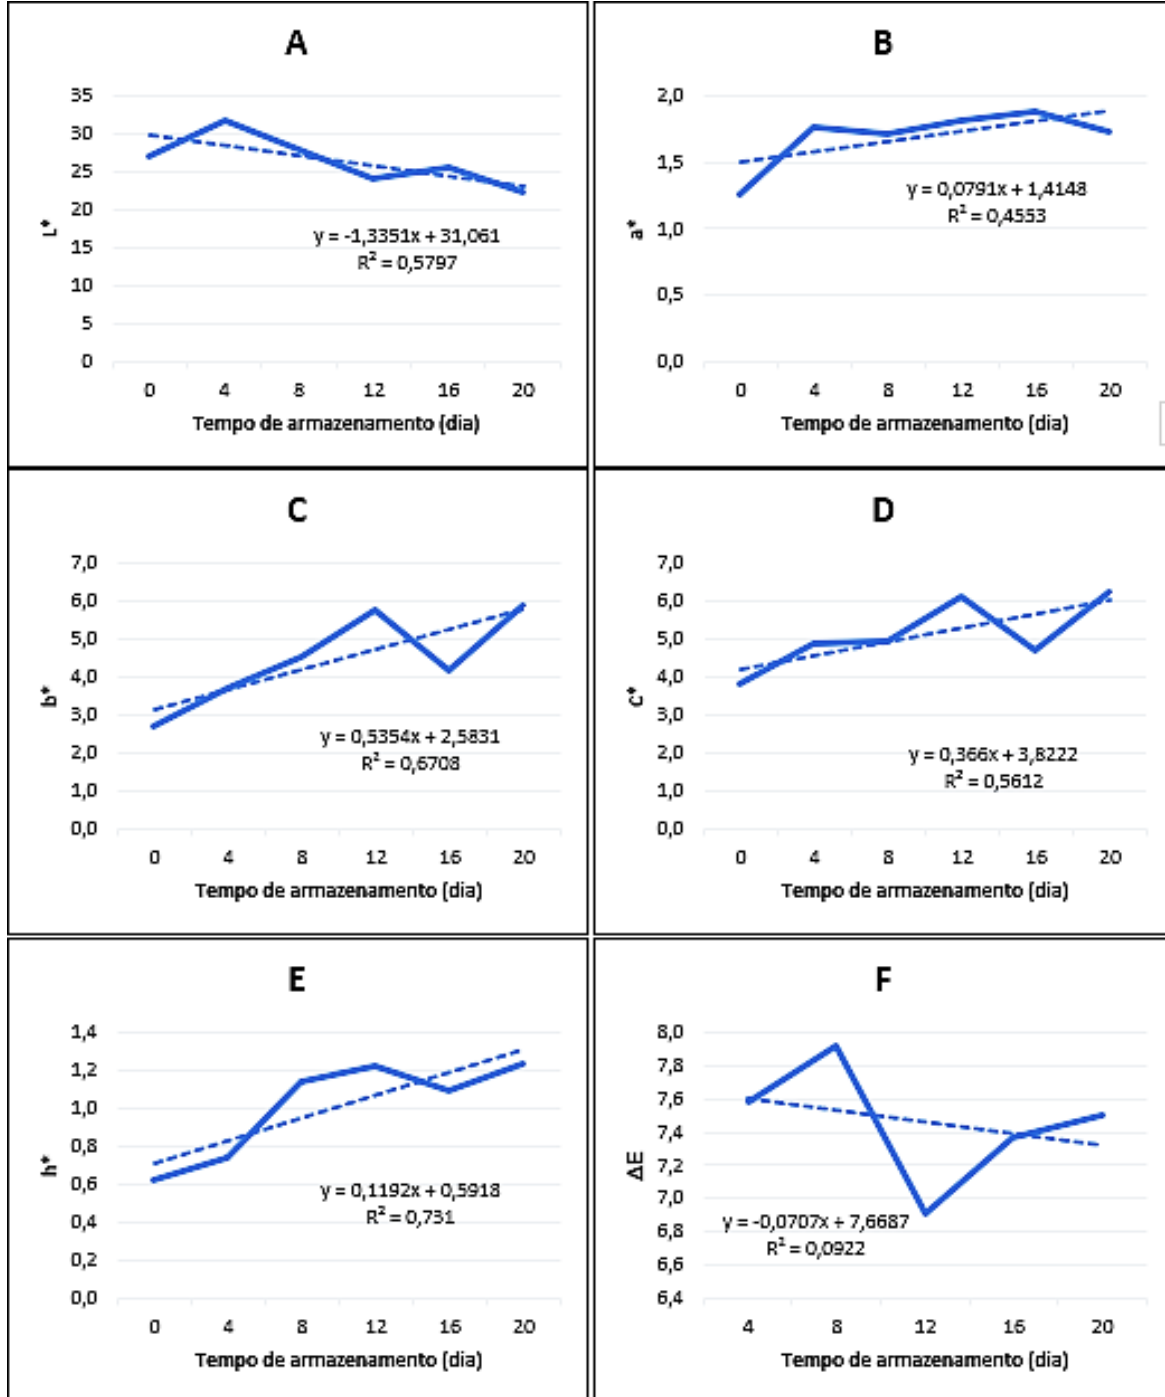 A
35
30
25
20
15
10
5
0
L*
y = -1,3351x + 31,061
R² = 0,5797
0 4 8 12 16 20
Tempo de armazenamento (dia)
B
2,0
1,5
1,0
0,5
0,0
a*
y = 0,0791x + 1,4148
R² = 0,4553
0 4 8 12 16 20
Tempo de armazenamento (dia)
C
7,0
6,0
5,0
4,0
3,0
2,0
1,0
0,0
b*
y = 0,5354x + 2,5831
R² = 0,6708
0 4 8 12 16 20
Tempo de armazenamento (dia)
D
7,0
6,0
5,0
4,0
3,0
2,0
1,0
0,0
C*
y = 0,366x + 3,8222
R² = 0,5612
0 4 8 12 16 20
Tempo de armazenamento (dia)
E
1,4
1,2
1,0
0,8
0,6
0,4
0,2
0,0
h*
y = 0,1192x + 0,5918
R² = 0,731
0 4 8 12 16 20
Tempo de armazenamento (dia)
F
8,0
7,8
7,6
7,4
7,2
7,0
6,8
6,6
6,4
ΔE
y = -0,0707x + 7,6687
R² = 0,0922
4 8 12 16 20
Tempo de armazenamento (dia)